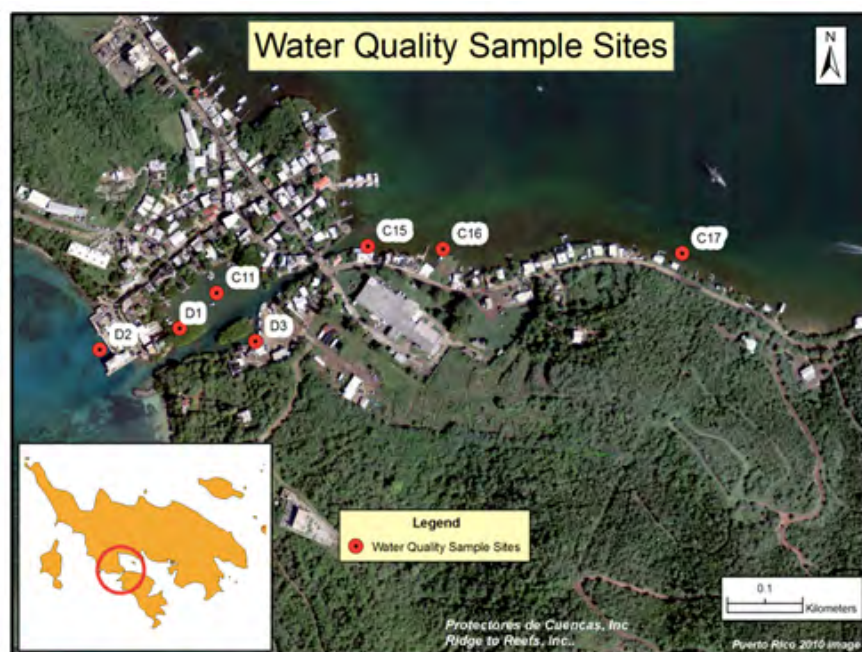 Water Quality Sample Sites
N
C15
C16
C17
C11
D1
D3
D2
Legend
Water Quality Sample Sites
0.1
Kilometers
Protectores de Cuencas, Inc
Ridge to Reefs, Inc..
Puerto Rico 2010 image